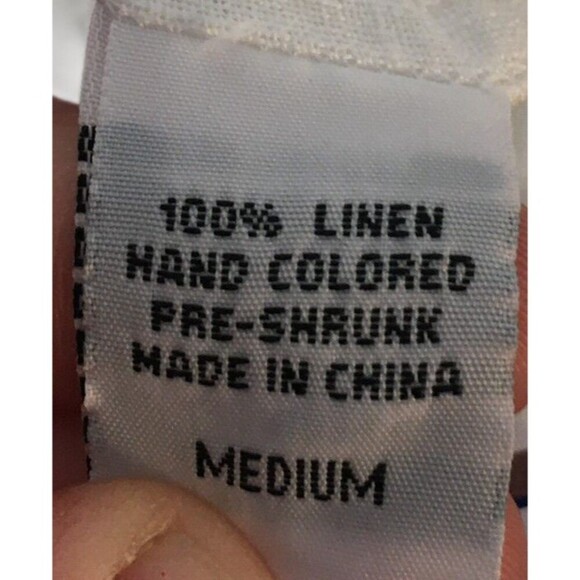 100% LINEN
HAND COLORED
PRE-SHRUNK
MADE IN CHINA
MEDIUM